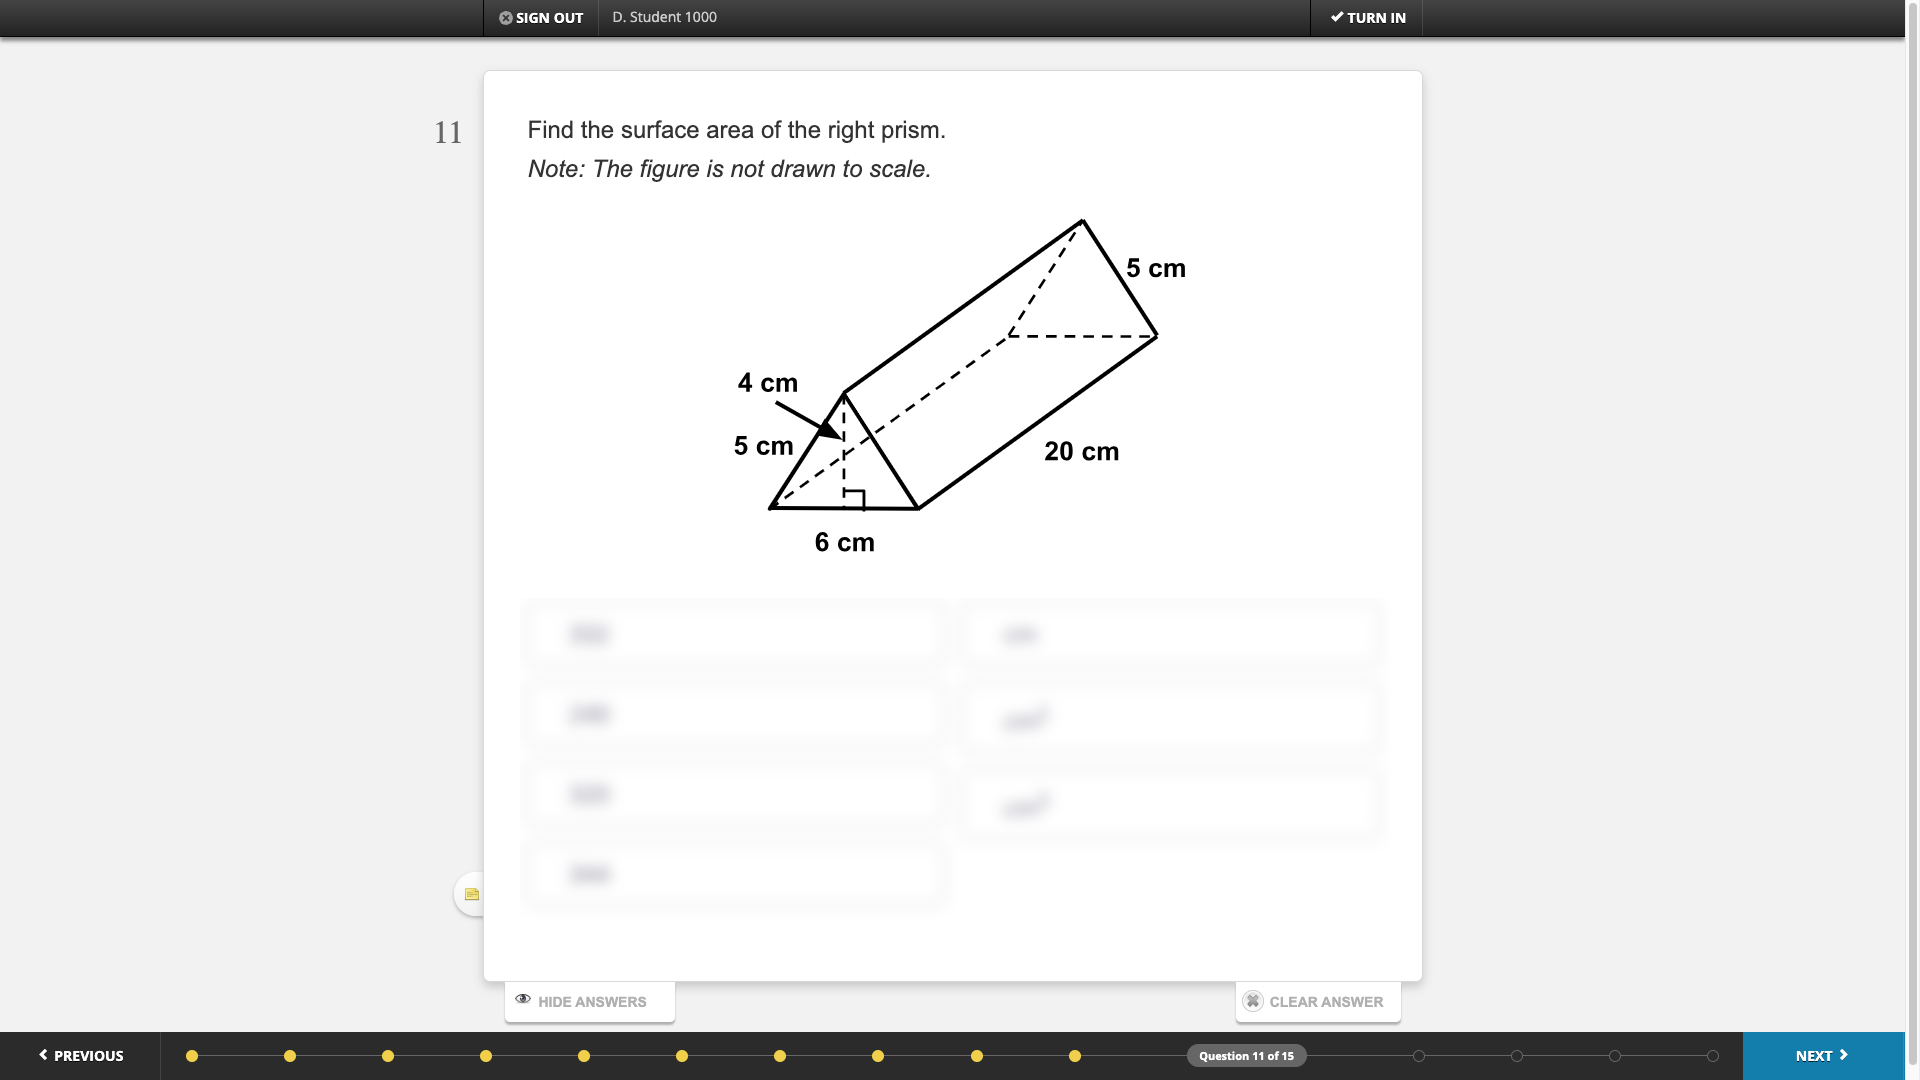 SIGN OUT
D. Student 1000
TURN IN
11
Find the surface area of the right prism.
Note: The figure is not drawn to scale.
5 cm
4 cm
5 cm
20 cm
6 cm
HIDE ANSWERS
CLEAR ANSWER
PREVIOUS
Question 11 of 15
NEXT